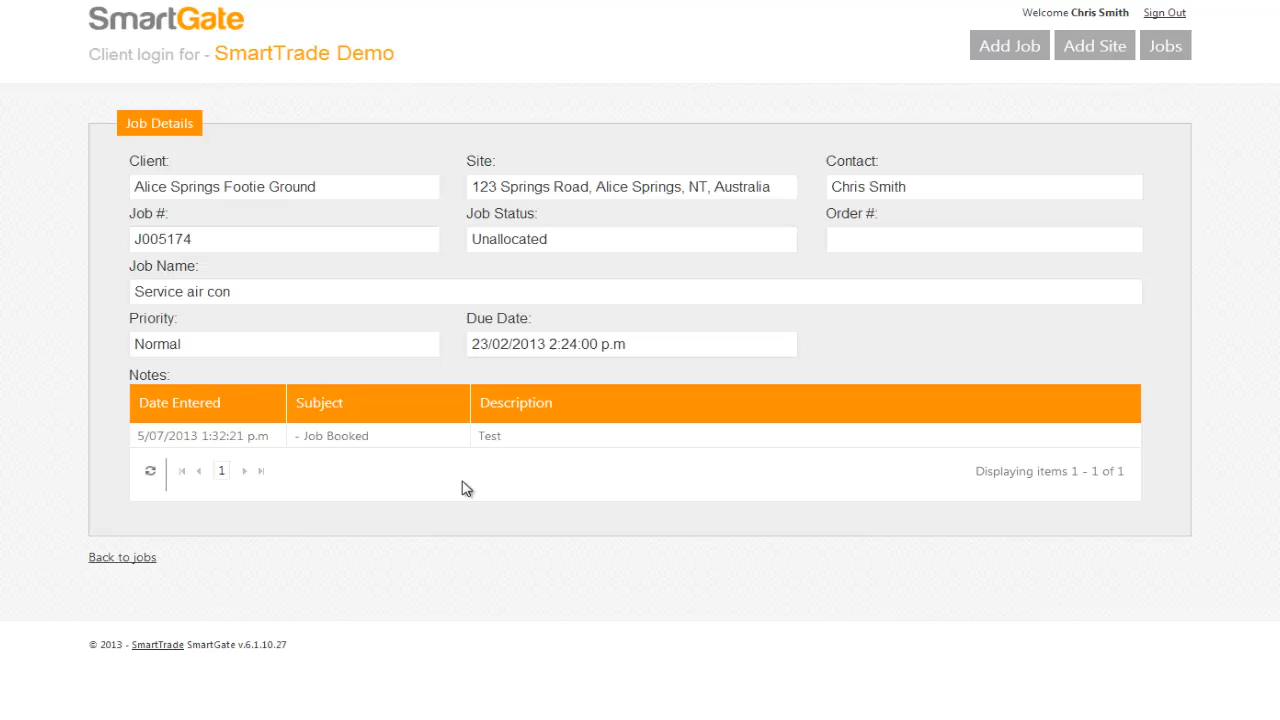 SmartGate
Welcome Chris Smith Sign Out
Client login for - SmartTrade Demo
Add Job Add Site Jobs
Job Details
Client: Site: Contact:
Alice Springs Footie Ground 123 Springs Road, Alice Springs, NT, Australia Chris Smith
Job #: Job Status: Order #:
J005174 Unallocated
Job Name:
Service air con
Priority: Due Date:
Normal 23/02/2013 2:24:00 p.m
Notes:
Date Entered Subject Description
5/07/2013 1:32:21 p.m - Job Booked Test
1 Displaying items 1 - 1 of 1
Back to jobs
© 2013 - SmartTrade SmartGate v.6.1.10.27